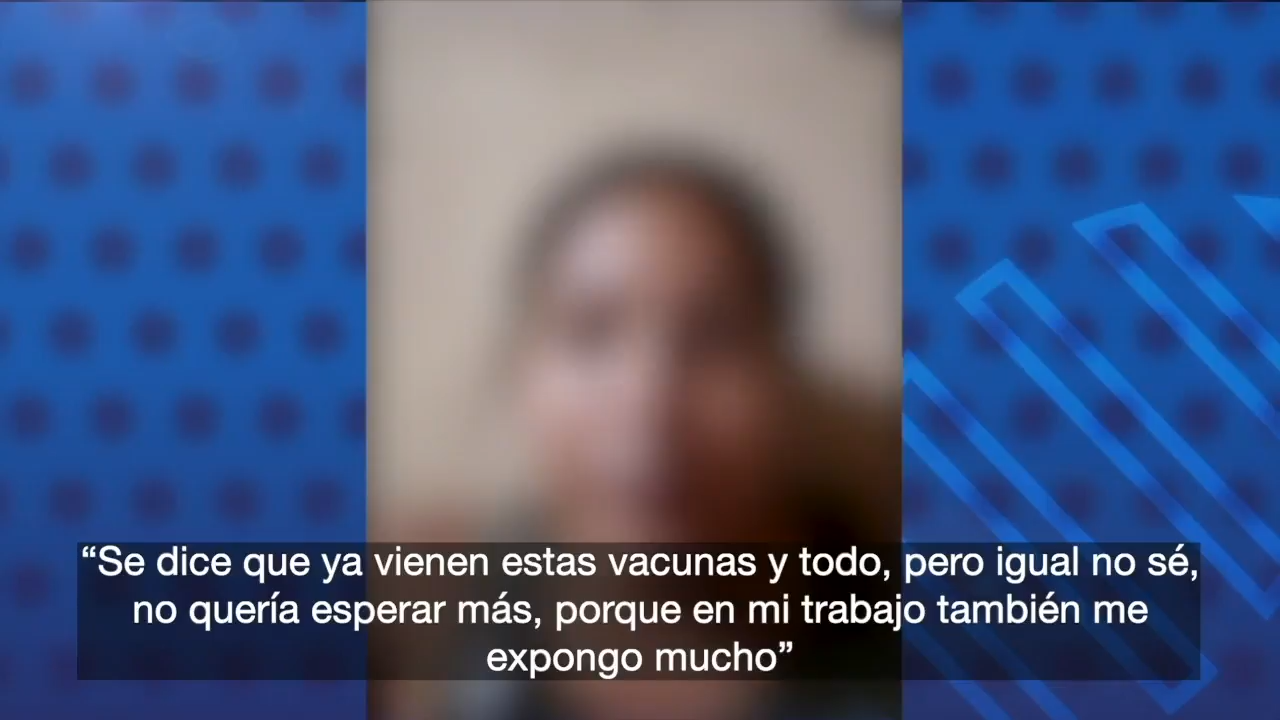 “Se dice que ya vienen estas vacunas y todo, pero igual no sé,
no quería esperar más, porque en mi trabajo también me
expongo mucho”